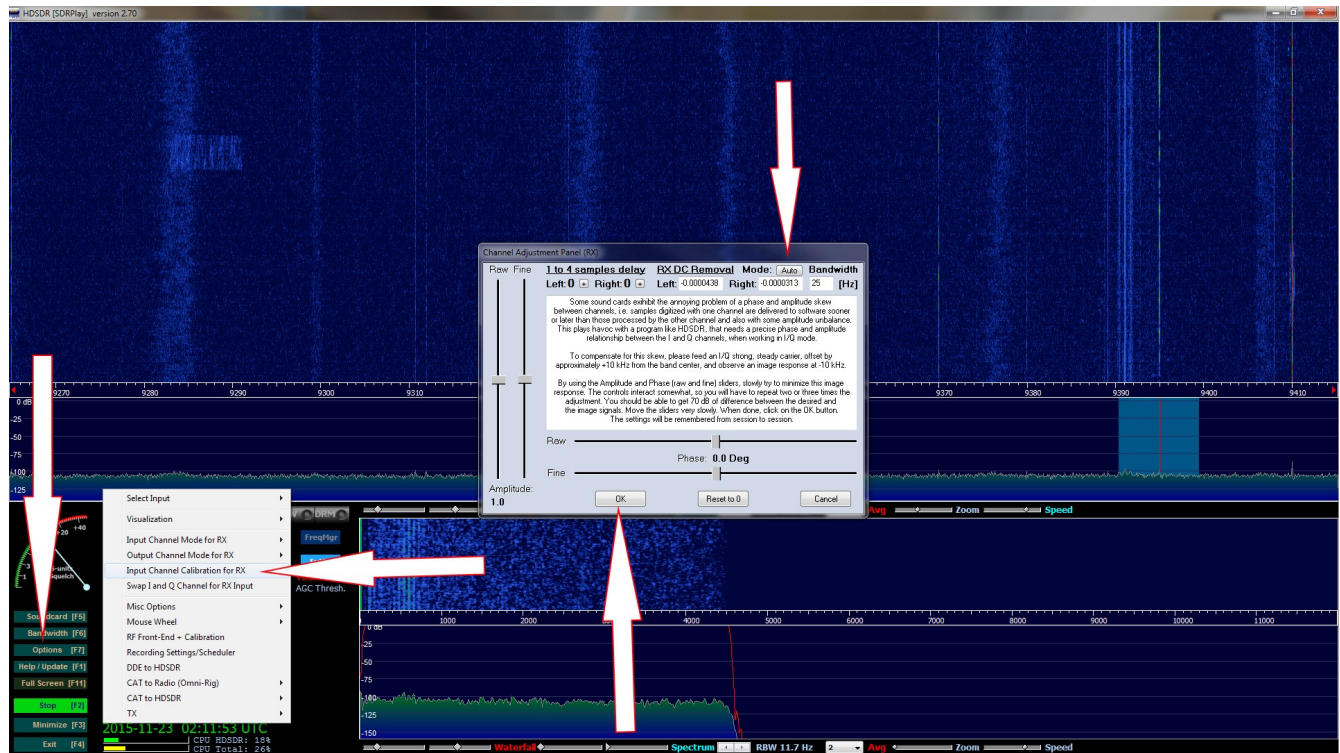 HDSDR [SDRPlay] version 2.70
9270 9280 9290 9300 9310 9370 9380 9390 9400 9410
0 dB
-25
-50
-75
-100
-125
Channel Adjustment Panel (RX)
Raw Fine 1 to 4 samples delay RX DC Removal Mode: Auto Bandwidth
Left: 0 + Right: 0 + Left: -0.0000438 Right: -0.0000313 25 [Hz]
Some sound cards exhibit the annoying problem of a phase and amplitude skew
between channels, i.e. samples digitized with one channel are delivered to software sooner
or later than those processed by the other channel and also with some amplitude unbalance.
This plays havoc with a program like HDSDR, that needs a precise phase and amplitude
relationship between the I and Q channels, when working in I/Q mode.
To compensate for this skew, please feed an I/Q strong, steady carrier, offset by
approximately +10 kHz from the band center, and observe an image response at -10 kHz.
By using the Amplitude and Phase (raw and fine) sliders, slowly try to minimize this image
response. The controls interact somewhat, so you will have to repeat two or three times the
adjustment. You should be able to get 70 dB of difference between the desired and
the image signals. Move the sliders very slowly. When done, click on the OK button.
The settings will be remembered from session to session.
Raw
Phase: 0.0 Deg
Fine
Amplitude:
1.0
OK Reset to 0 Cancel
Avg Zoom Speed
Select Input
Visualization
Input Channel Mode for RX
Output Channel Mode for RX
Input Channel Calibration for RX
Swap I and Q Channel for RX Input
Misc Options
Mouse Wheel
RF Front-End + Calibration
Recording Settings/Scheduler
DDE to HDSDR
CAT to Radio (Omni-Rig)
CAT to HDSDR
TX
DRM
FreqMgr
AGC Thresh.
+20 +40
S-units
Squelch
Soundcard [F5]
Bandwidth [F6]
Options [F7]
Help / Update [F1]
Full Screen [F11]
Stop [F2]
Minimize [F3]
Exit [F4]
2015-11-23 02:11:53 UTC
CPU HDSDR: 18%
CPU Total: 26%
1000 2000 4000 5000 6000 7000 8000 9000 10000 11000
0 dB
-25
-50
-75
-100
-125
-150
Waterfall Spectrum RBW 11.7 Hz 2 Avg Zoom Speed